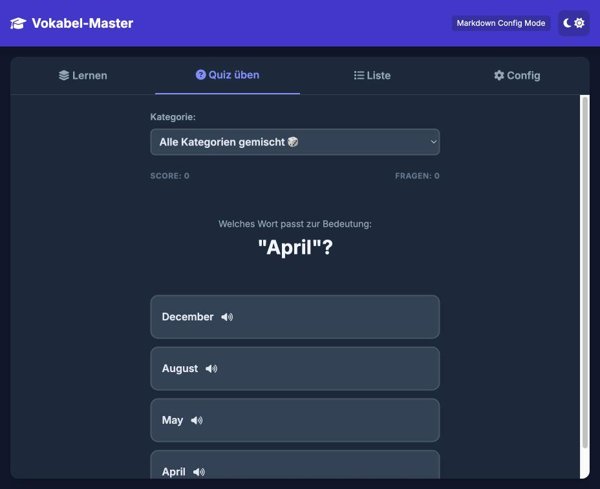 Vokabel-Master
Markdown Config Mode
Lernen
Quiz üben
Liste
Config
Kategorie:
Alle Kategorien gemischt 🎲
SCORE: 0
FRAGEN: 0
Welches Wort passt zur Bedeutung:
"April"?
December
August
May
April